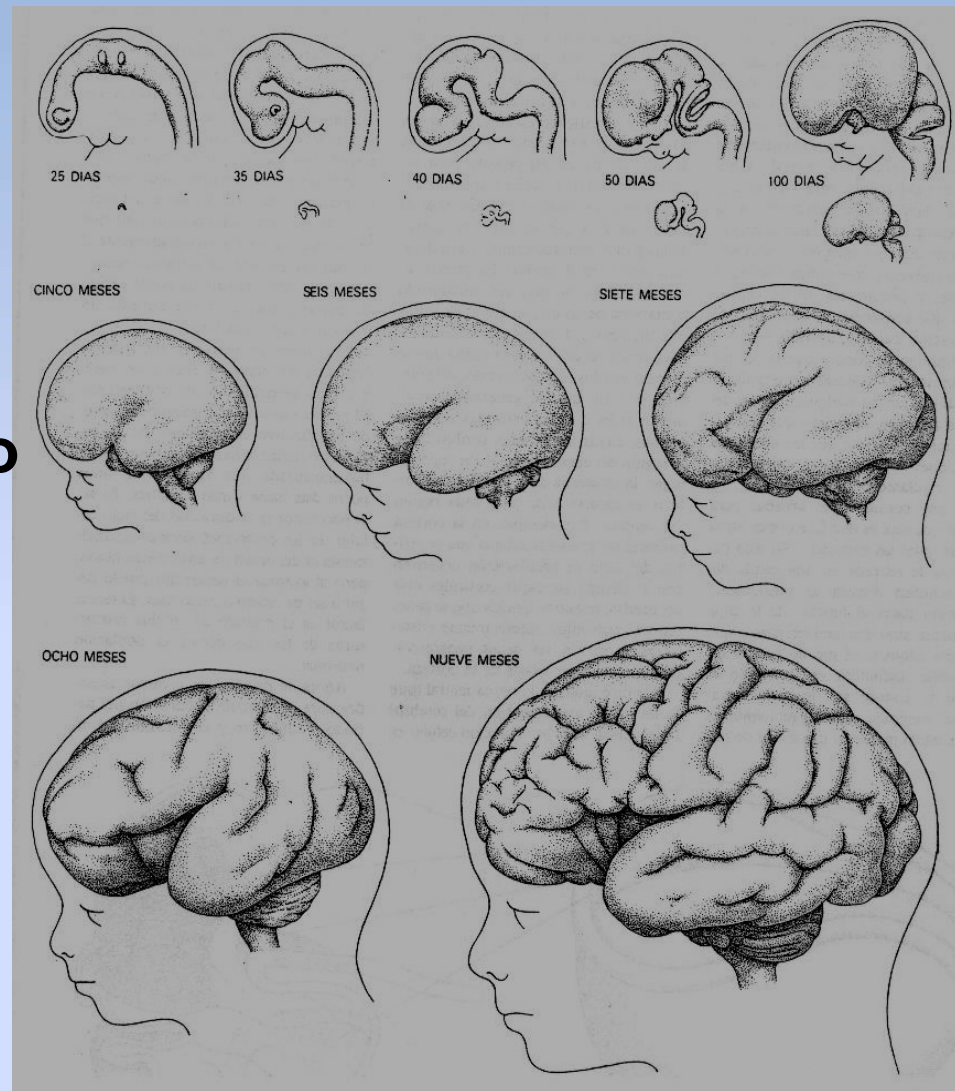 25 DIAS
35 DIAS
40 DIAS
50 DIAS
100 DIAS
CINCO MESES
SEIS MESES
SIETE MESES
OCHO MESES
NUEVE MESES